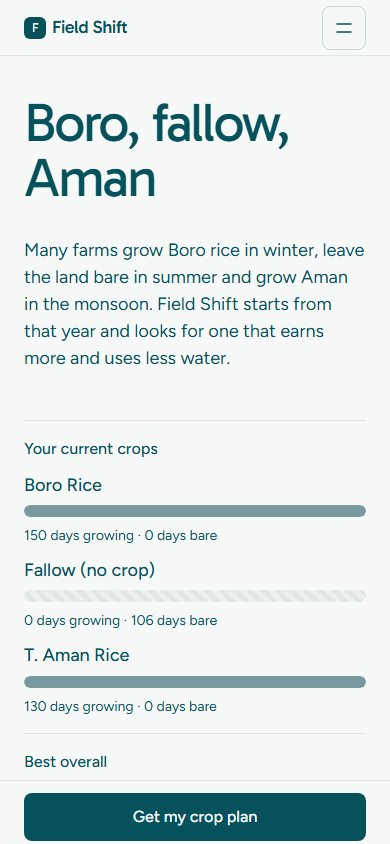 F Field Shift
Boro, fallow,
Aman
Many farms grow Boro rice in winter, leave
the land bare in summer and grow Aman
in the monsoon. Field Shift starts from
that year and looks for one that earns
more and uses less water.
Your current crops
Boro Rice
150 days growing · 0 days bare
Fallow (no crop)
0 days growing · 106 days bare
T. Aman Rice
130 days growing · 0 days bare
Best overall
Get my crop plan